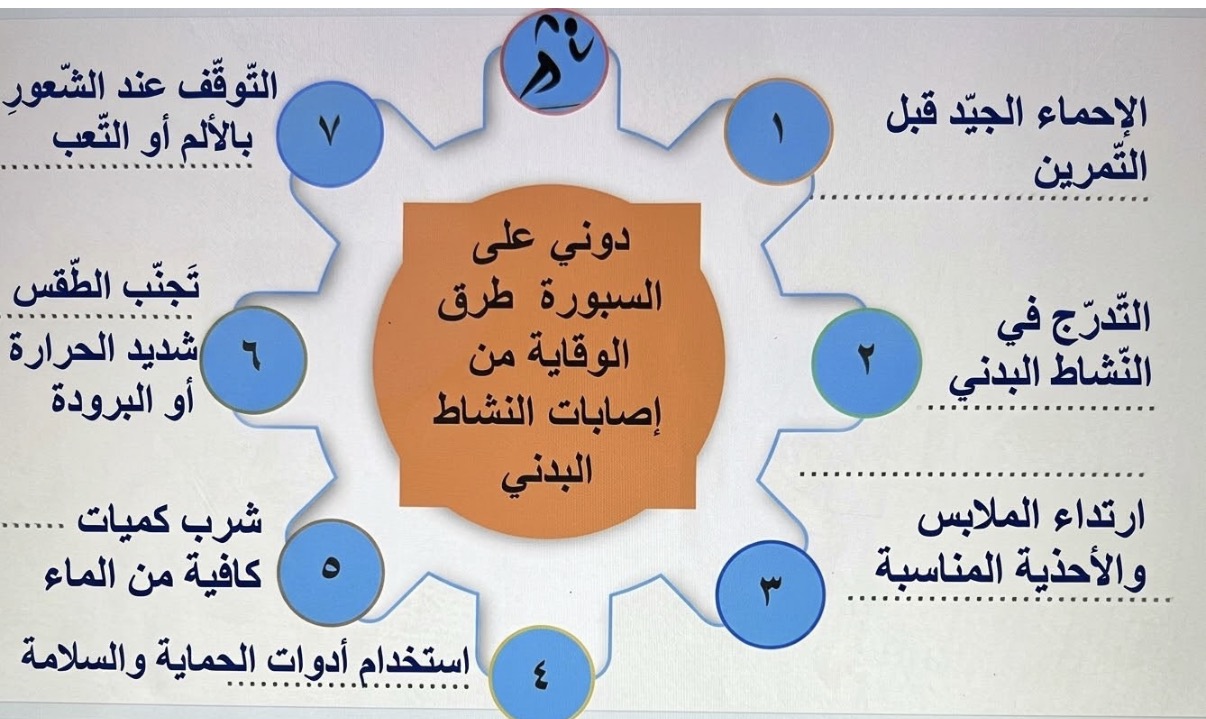 دوني على
السبورة طرق
الوقاية من
إصابات النشاط
البدني
١
الإحماء الجيّد قبل
التّمرين
٢
التّدرّج في
النّشاط البدني
٣
ارتداء الملابس
والأحذية المناسبة
٤
استخدام أدوات الحماية والسلامة
٥
شرب كميات
كافية من الماء
٦
تَجنّب الطّقس
شديد الحرارة
أو البرودة
٧
التّوقّف عند الشّعورِ
بالألم أو التّعب